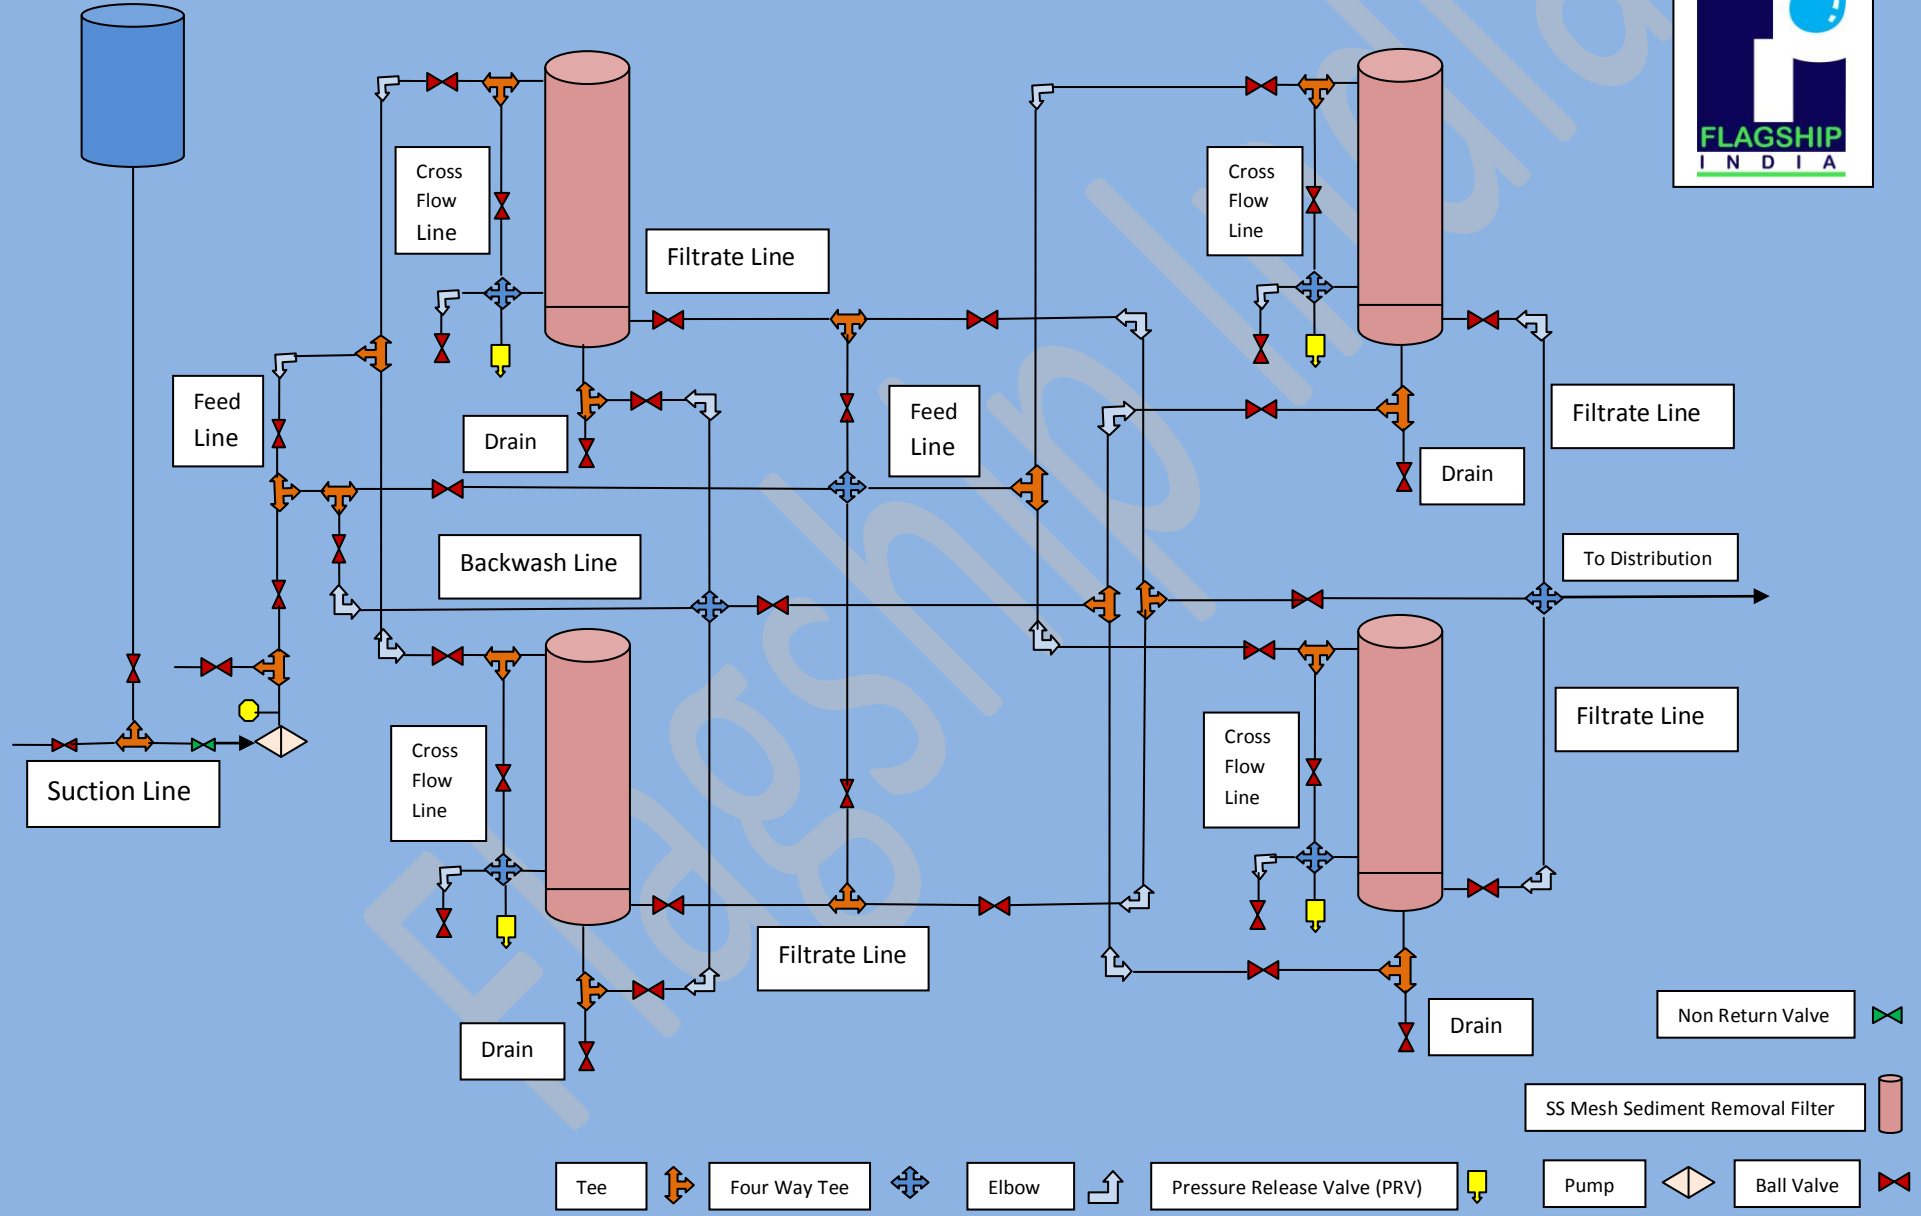 FLAGSHIP
INDIA
Cross
Flow
Line
Cross
Flow
Line
Filtrate Line
Feed
Line
Feed
Line
Filtrate Line
Drain
Drain
Backwash Line
To Distribution
Filtrate Line
Cross
Flow
Line
Cross
Flow
Line
Suction Line
Filtrate Line
Drain
Drain
Non Return Valve
SS Mesh Sediment Removal Filter
Tee
Four Way Tee
Elbow
Pressure Release Valve (PRV)
Pump
Ball Valve
Flagship India